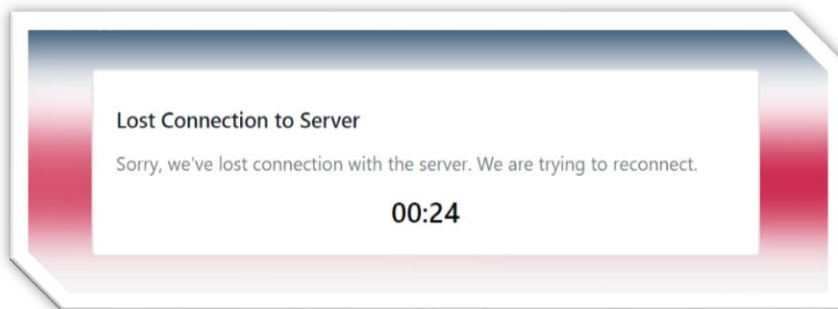 Lost Connection to Server
Sorry, we've lost connection with the server. We are trying to reconnect.
00:24